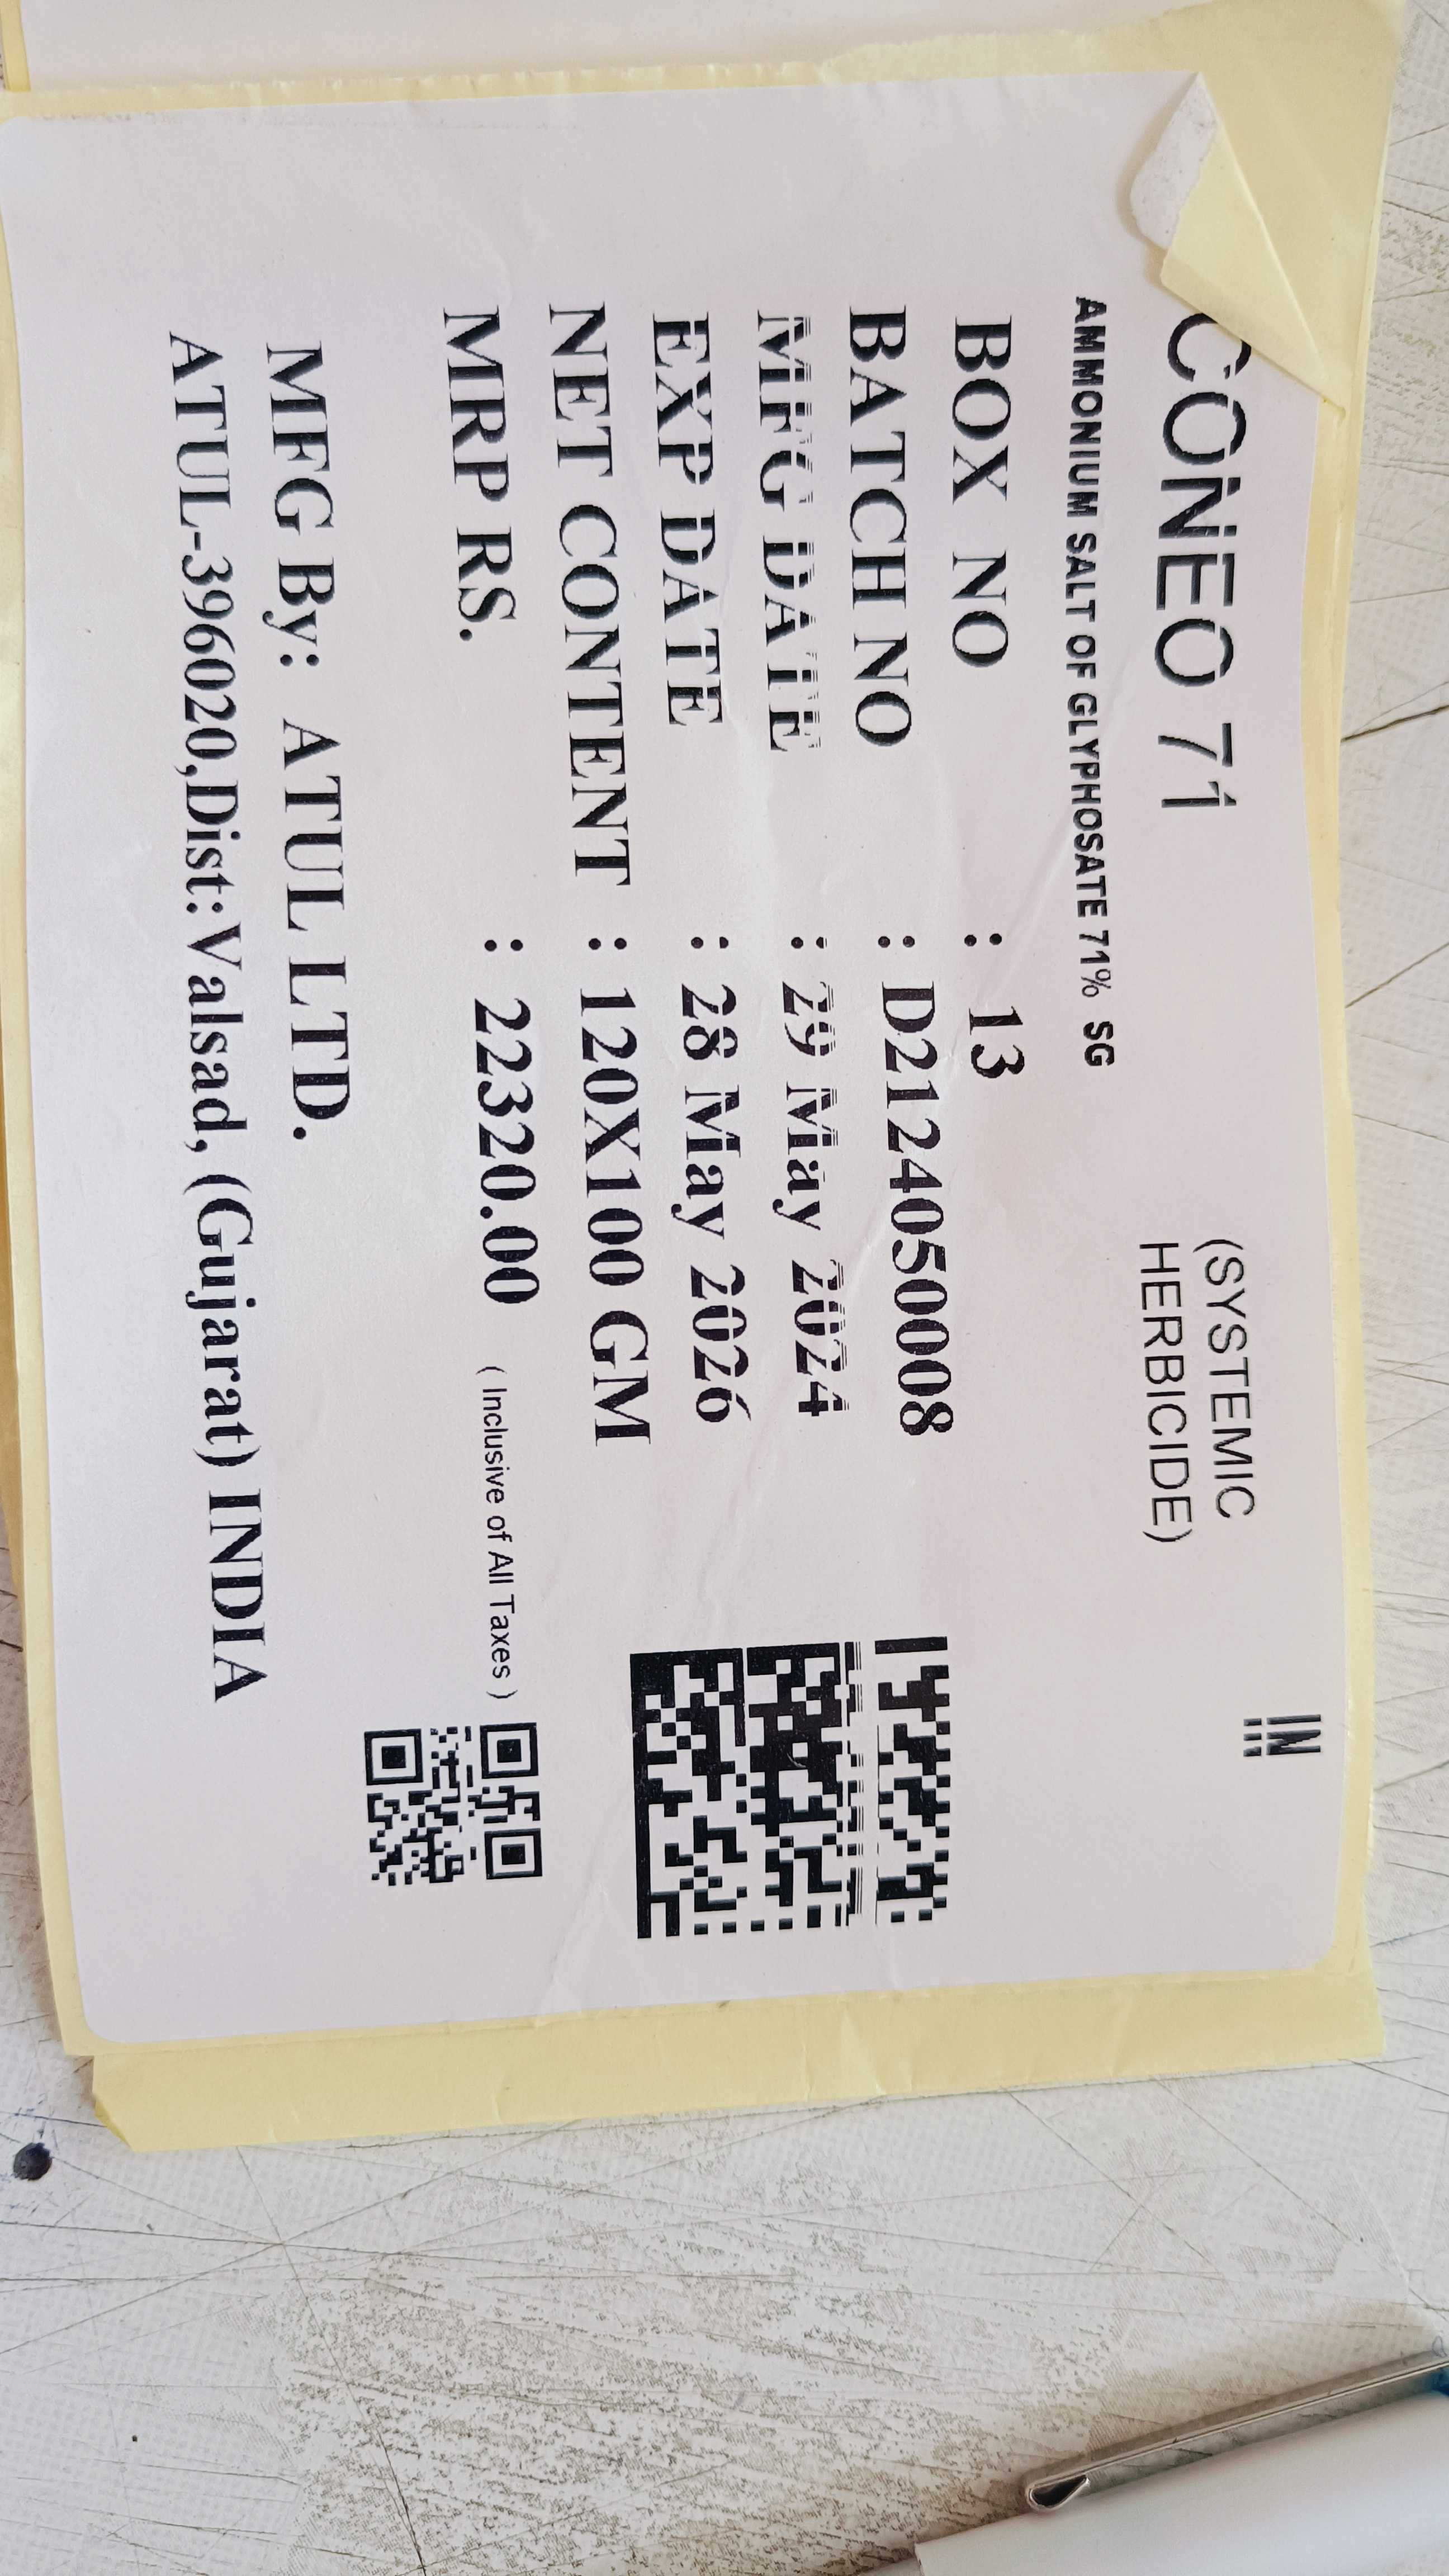 CONEO 71
(SYSTEMIC
HERBICIDE)
AMMONIUM SALT OF GLYPHOSATE 71% SG
BOX NO : 13
BATCH NO : D2124050008
MFG DATE : 29 May 2024
EXP DATE : 28 May 2026
NET CONTENT : 120X100 GM
MRP RS. : 22320.00 ( Inclusive of All Taxes )
MFG By: ATUL LTD.
ATUL-396020,Dist:Valsad, (Gujarat) INDIA